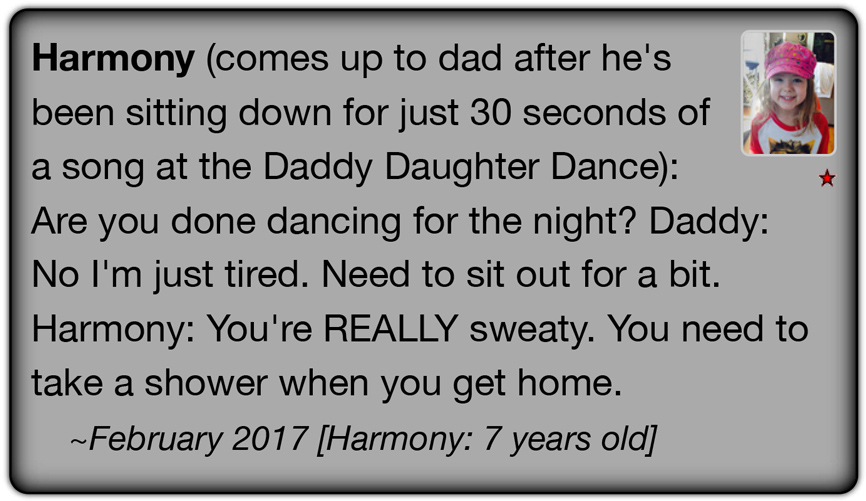 Harmony (comes up to dad after he's
been sitting down for just 30 seconds of
a song at the Daddy Daughter Dance):
Are you done dancing for the night? Daddy:
No I'm just tired. Need to sit out for a bit.
Harmony: You're REALLY sweaty. You need to
take a shower when you get home.
~February 2017 [Harmony: 7 years old]